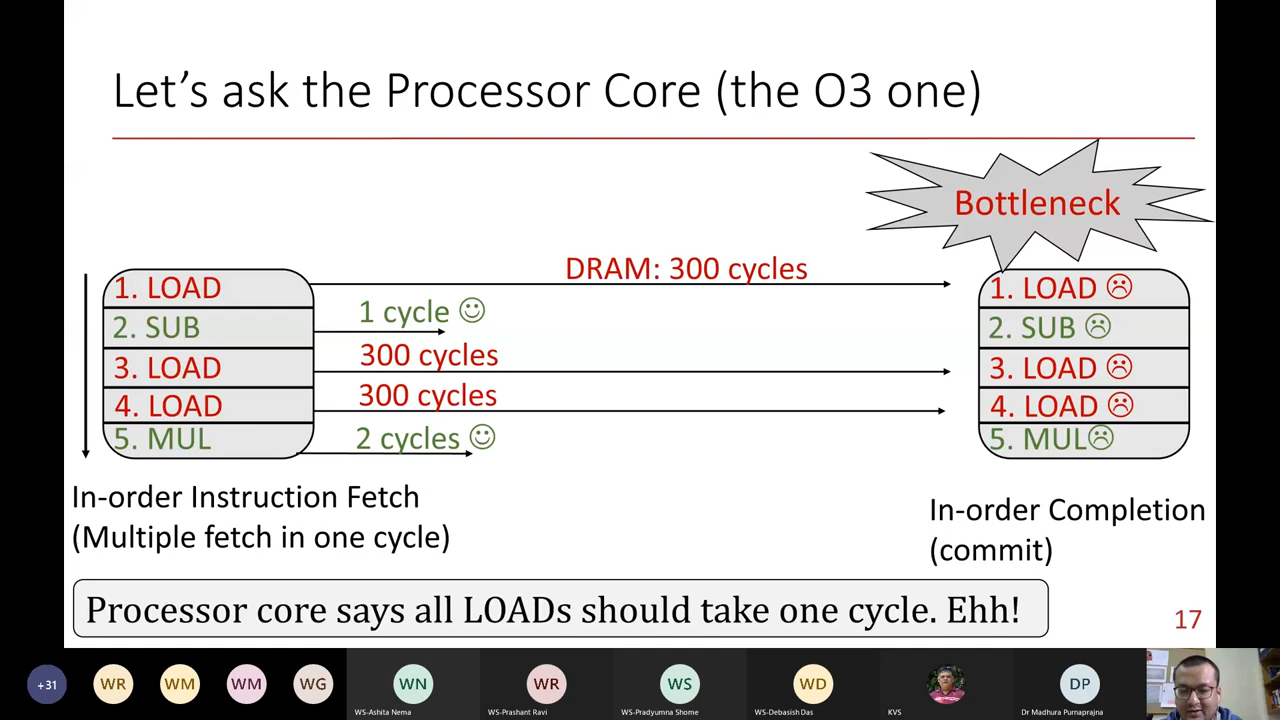 Let's ask the Processor Core (the O3 one)
Bottleneck
DRAM: 300 cycles
1. LOAD
2. SUB
3. LOAD
4. LOAD
5. MUL
1 cycle ☺
300 cycles
300 cycles
2 cycles ☺
1. LOAD ☹
2. SUB ☹
3. LOAD ☹
4. LOAD ☹
5. MUL☹
In-order Instruction Fetch
(Multiple fetch in one cycle)
In-order Completion
(commit)
Processor core says all LOADs should take one cycle. Ehh!
17
+31
WR
WM
WM
WG
WN
WS-Ashita Nema
WR
WS-Prashant Ravi
WS
WS-Pradyumna Shome
WD
WS-Debasish Das
KVS
DP
Dr Madhura Purnaprajna